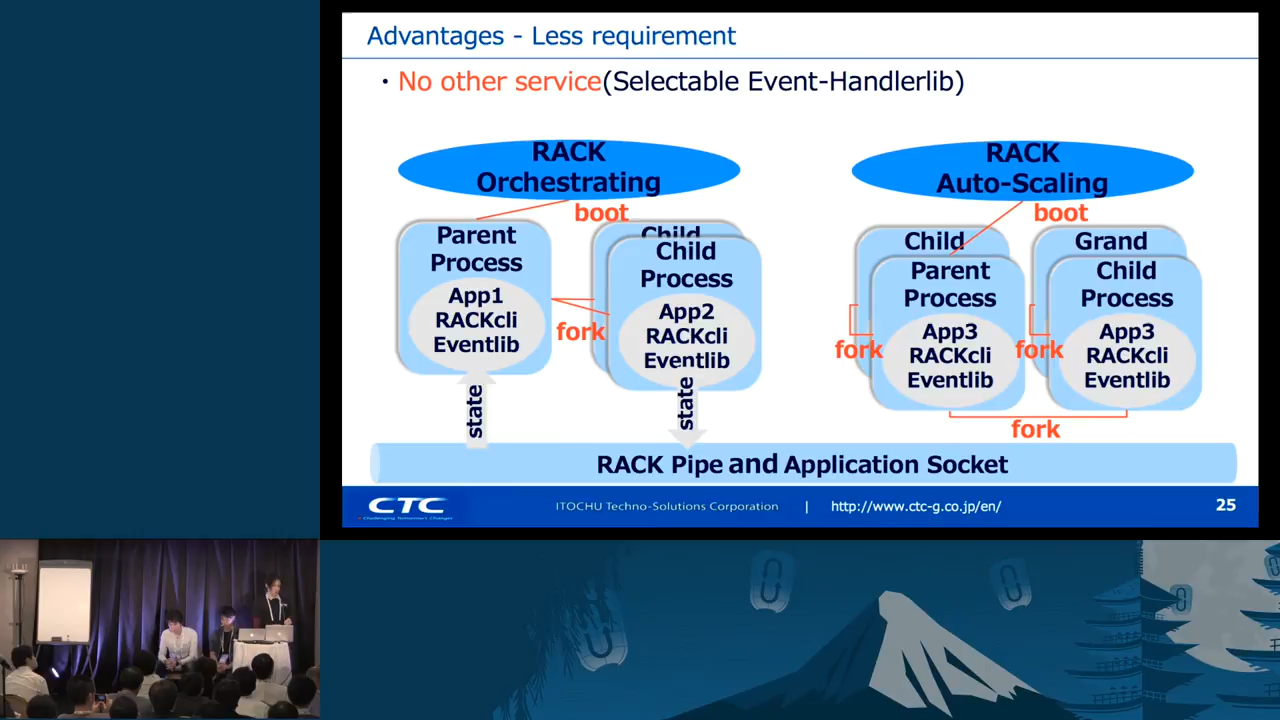 Advantages - Less requirement
・No other service(Selectable Event-Handlerlib)
RACK
Orchestrating
boot
Parent
Process
App1
RACKcli
Eventlib
fork
Child
Child
Process
App2
RACKcli
Eventlib
state
state
RACK
Auto-Scaling
boot
Child
Parent
Process
App3
RACKcli
Eventlib
fork
Grand
Child
Process
App3
RACKcli
Eventlib
fork
fork
RACK Pipe and Application Socket
CTC
Challenging Tomorrow's Changes
ITOCHU Techno-Solutions Corporation | http://www.ctc-g.co.jp/en/
25